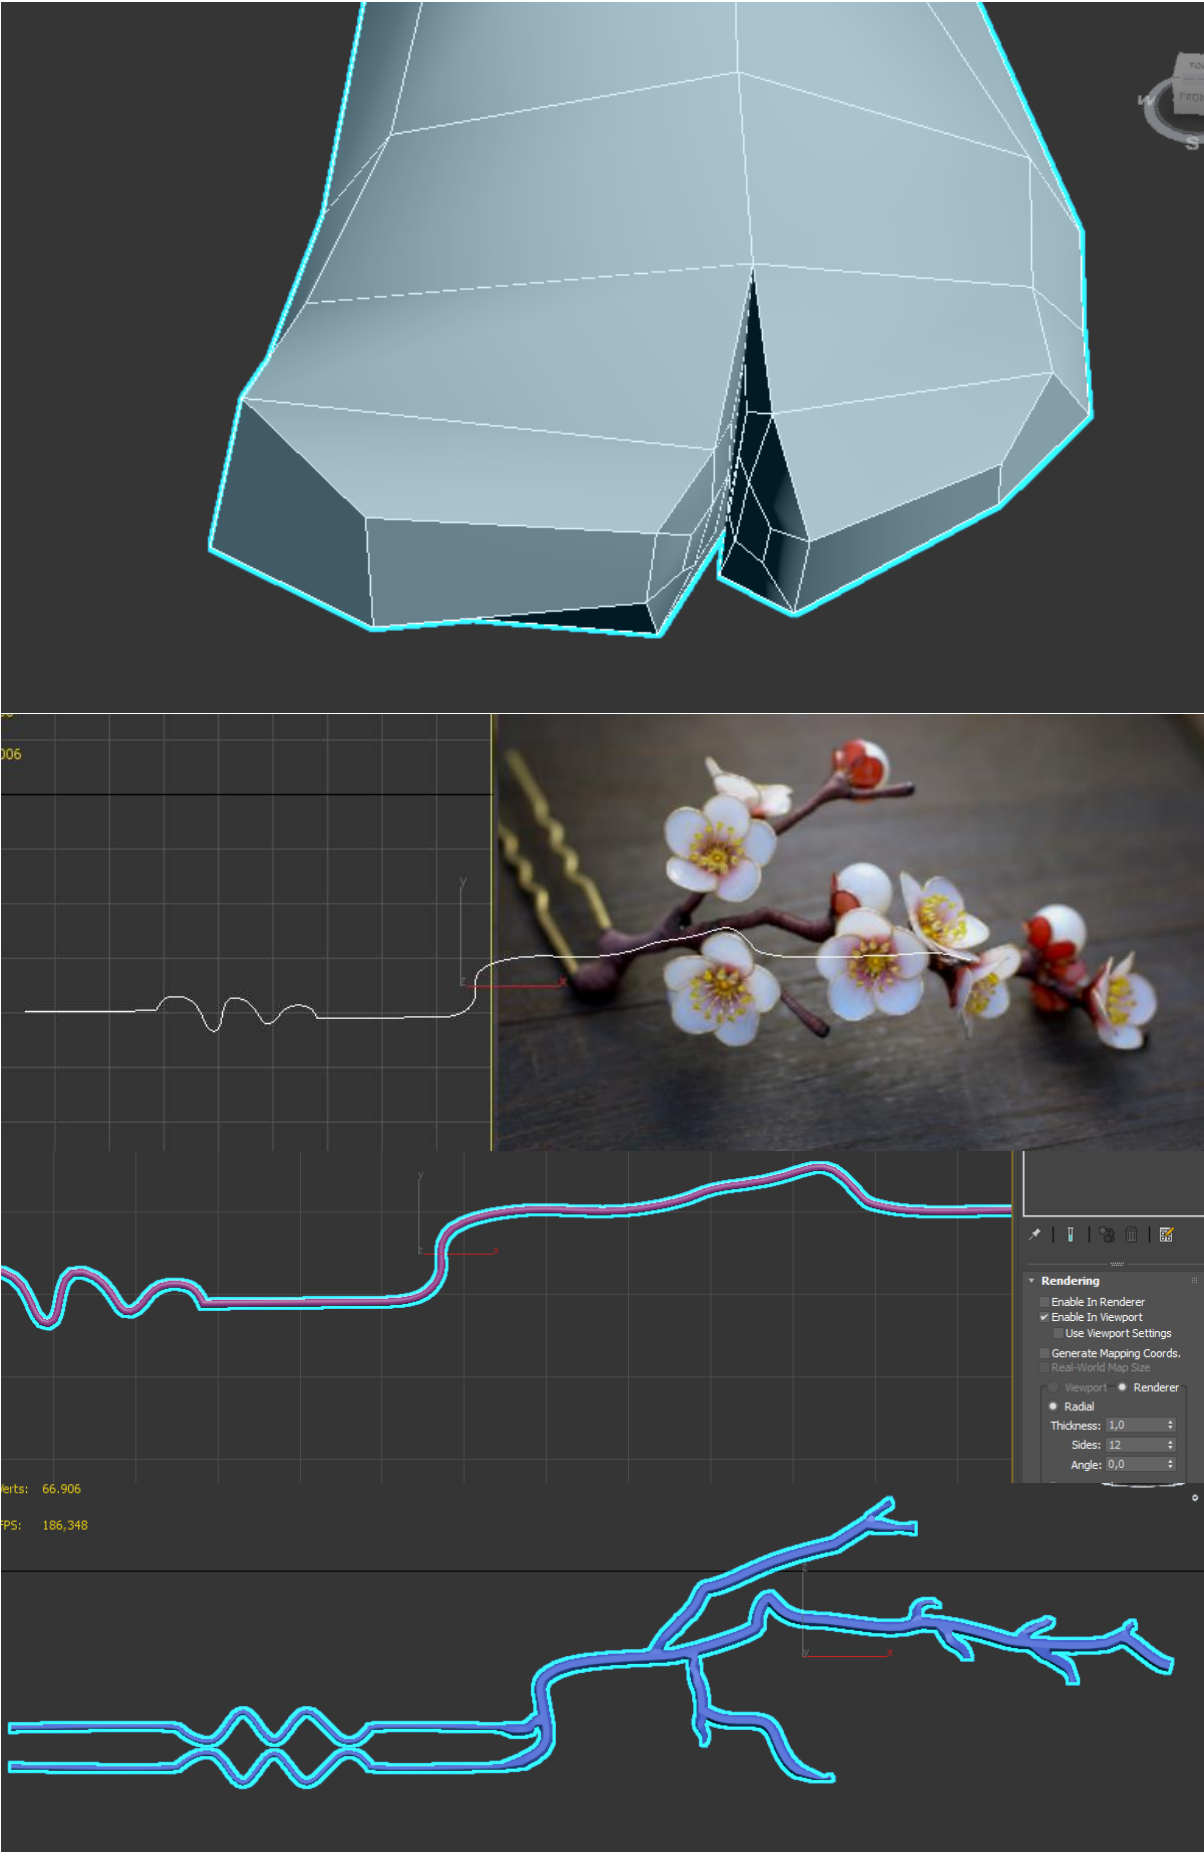 W
S
006
y
z
x
y
z
x
Rendering
Enable In Renderer
Enable In Viewport
Use Viewport Settings
Generate Mapping Coords.
Real-World Map Size
Viewport
Renderer
Radial
Thickness: 1,0
Sides: 12
Angle: 0,0
Verts: 66.906
FPS: 186,348
z
y
x